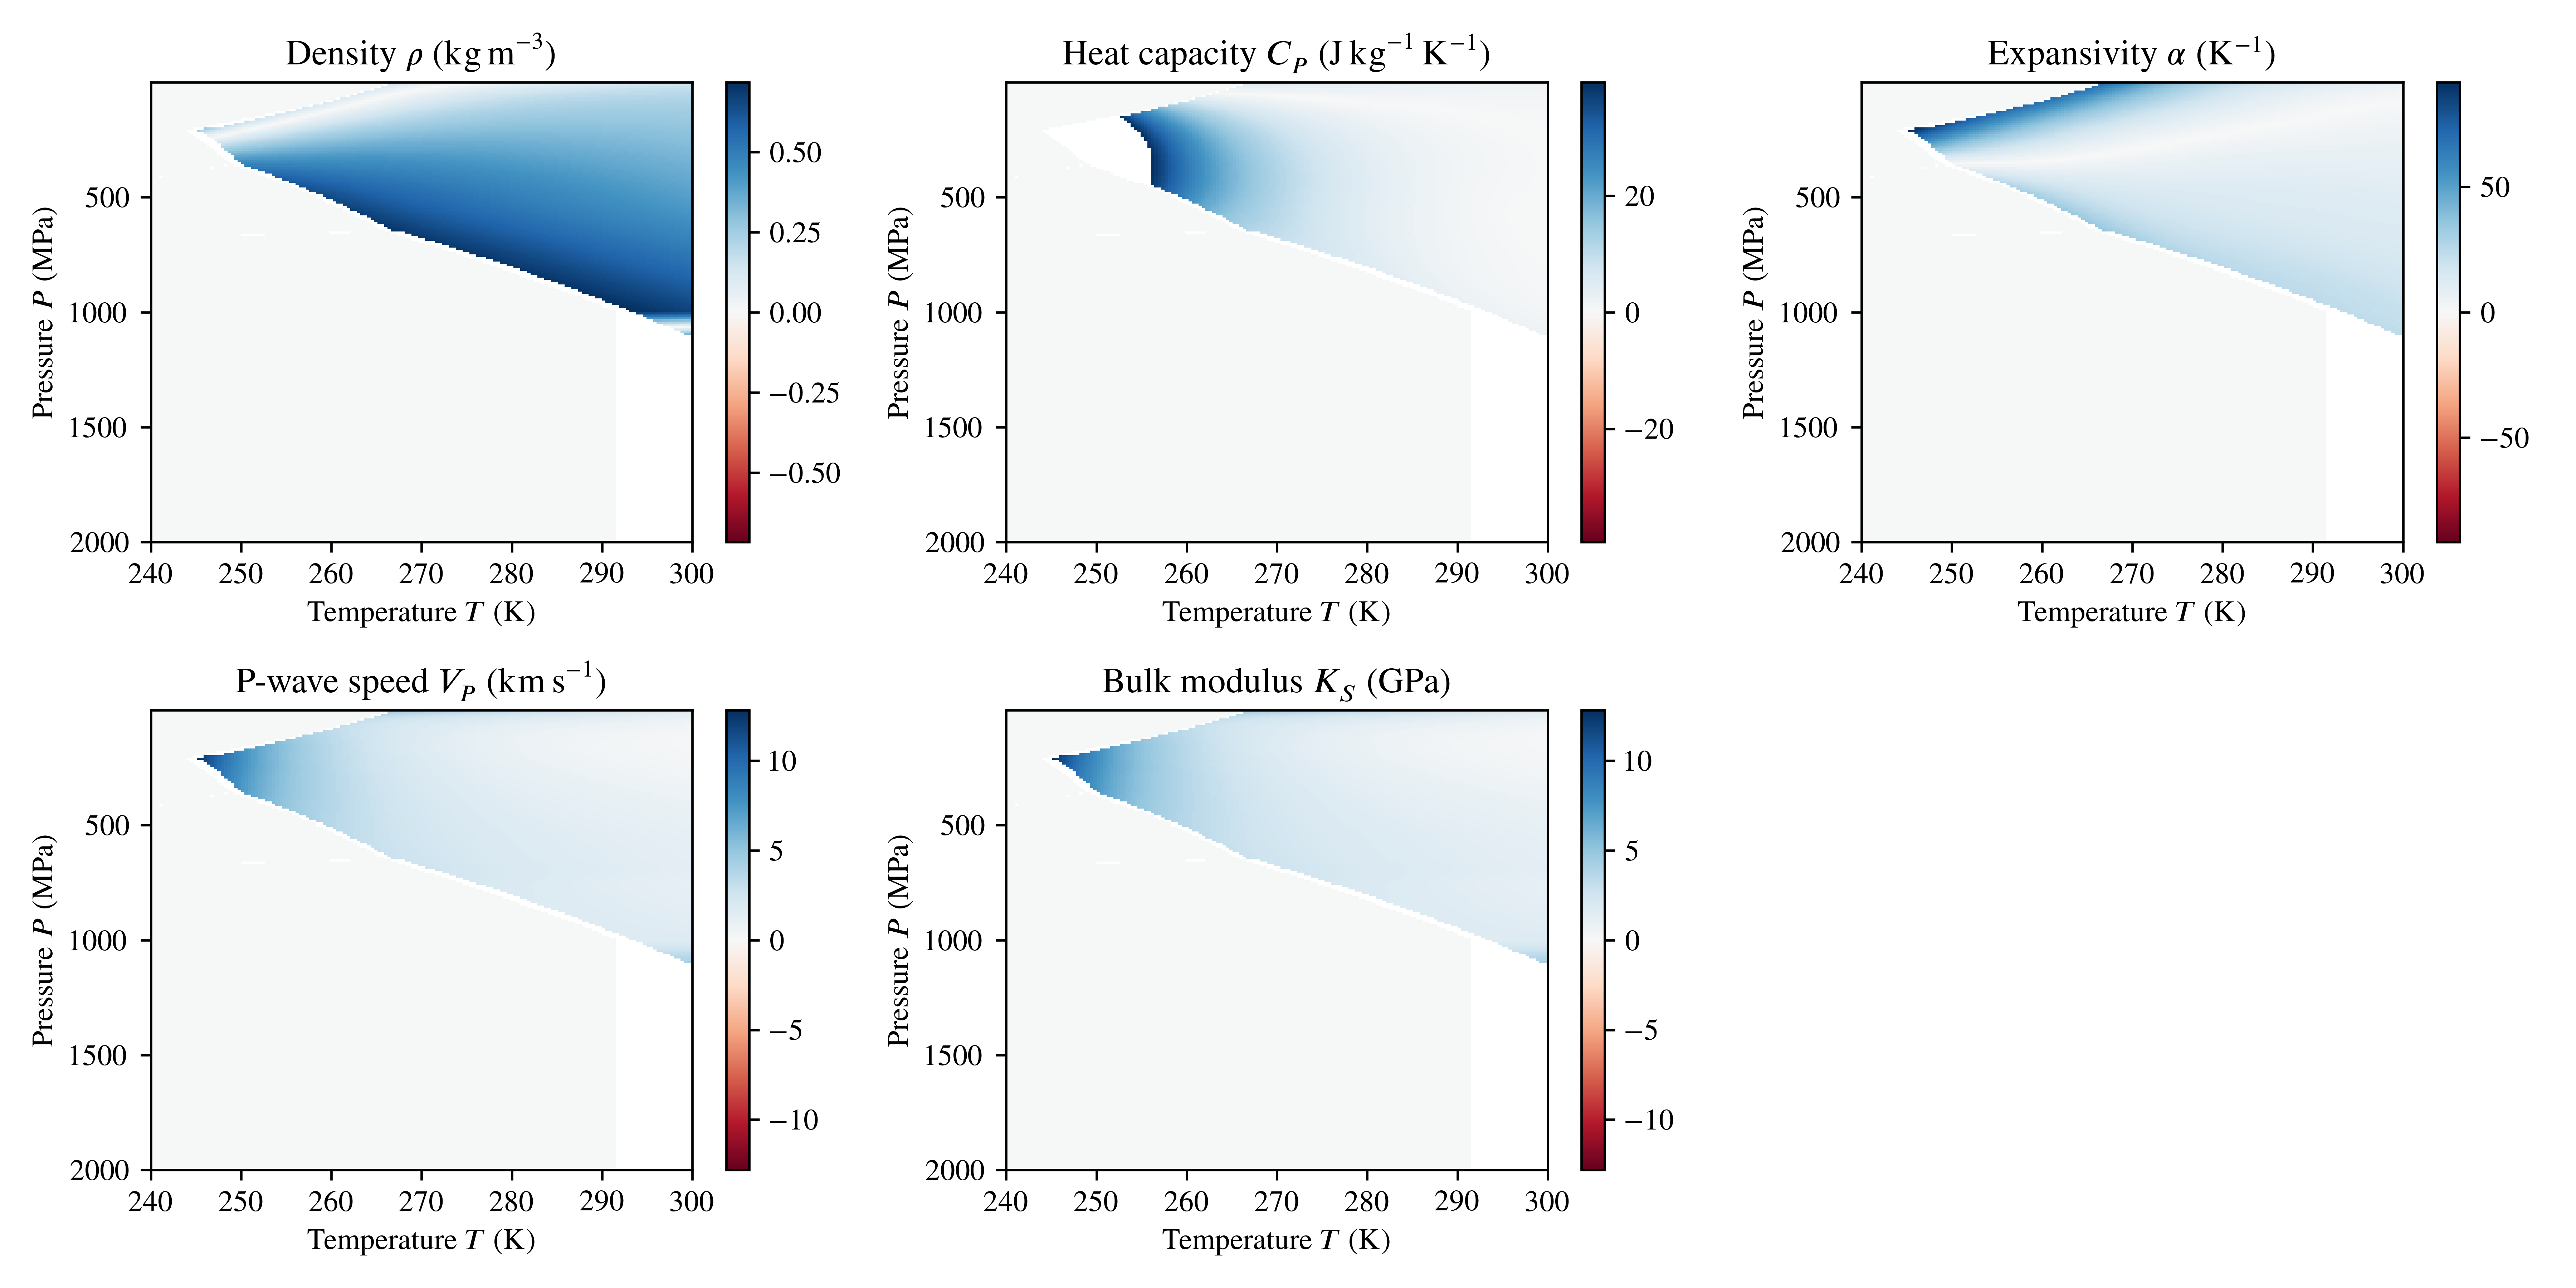 Density ρ (kg m⁻³)
0.50
0.25
0.00
−0.25
−0.50
500
1000
1500
2000
240 250 260 270 280 290 300
Pressure P (MPa)
Temperature T (K)
Heat capacity C_P (J kg⁻¹ K⁻¹)
20
0
−20
500
1000
1500
2000
240 250 260 270 280 290 300
Pressure P (MPa)
Temperature T (K)
Expansivity α (K⁻¹)
50
0
−50
500
1000
1500
2000
240 250 260 270 280 290 300
Pressure P (MPa)
Temperature T (K)
P-wave speed V_P (km s⁻¹)
10
5
0
−5
−10
500
1000
1500
2000
240 250 260 270 280 290 300
Pressure P (MPa)
Temperature T (K)
Bulk modulus K_S (GPa)
10
5
0
−5
−10
500
1000
1500
2000
240 250 260 270 280 290 300
Pressure P (MPa)
Temperature T (K)